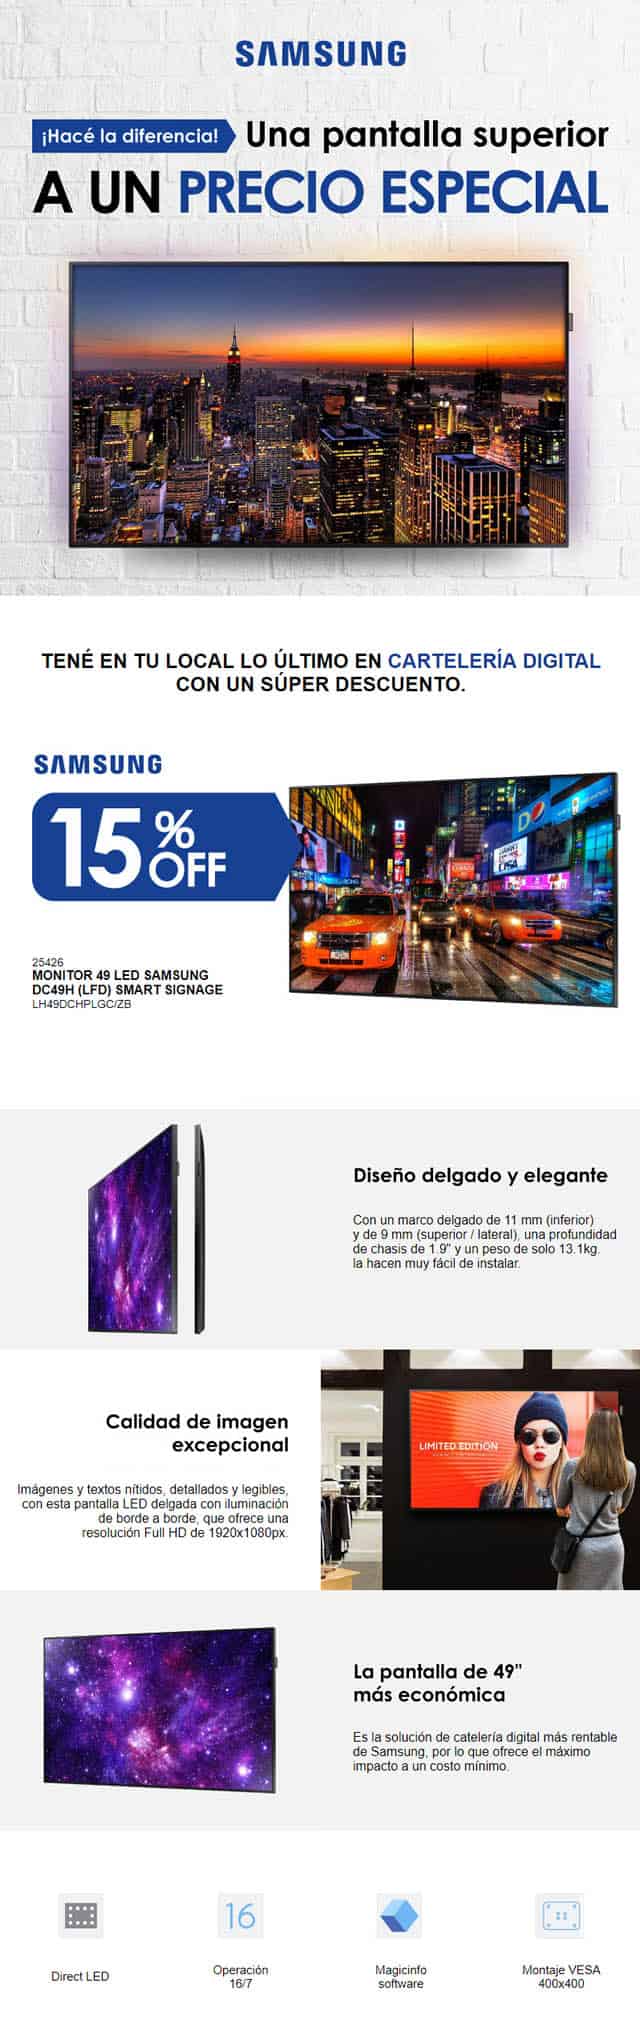 SAMSUNG
¡Hacé la diferencia! Una pantalla superior
A UN PRECIO ESPECIAL
TENÉ EN TU LOCAL LO ÚLTIMO EN CARTELERÍA DIGITAL
CON UN SÚPER DESCUENTO.
SAMSUNG
15% OFF
25426
MONITOR 49 LED SAMSUNG
DC49H (LFD) SMART SIGNAGE
LH49DCHPLGC/ZB
Diseño delgado y elegante
Con un marco delgado de 11 mm (inferior)
y de 9 mm (superior / lateral), una profundidad
de chasis de 1.9" y un peso de solo 13.1kg.
la hacen muy fácil de instalar.
Calidad de imagen
excepcional
Imágenes y textos nítidos, detallados y legibles,
con esta pantalla LED delgada con iluminación
de borde a borde, que ofrece una
resolución Full HD de 1920x1080px.
LIMITED EDITION
La pantalla de 49"
más económica
Es la solución de catelería digital más rentable
de Samsung, por lo que ofrece el máximo
impacto a un costo mínimo.
16
Direct LED
Operación
16/7
Magicinfo
software
Montaje VESA
400x400